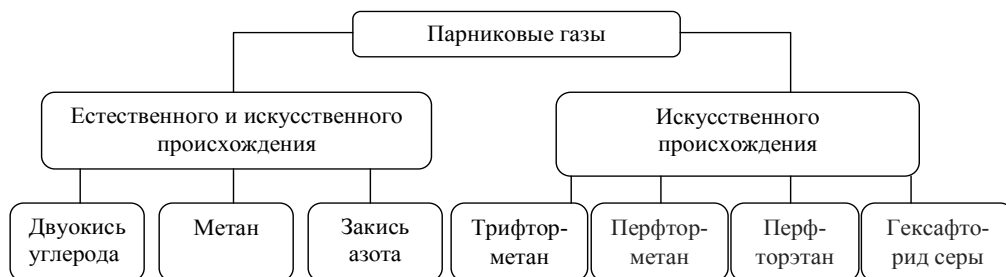 Парниковые газы
Естественного и искусственного
происхождения
Искусственного
происхождения
Двуокись
углерода
Метан
Закись
азота
Трифтор-
метан
Перфтор-
метан
Перф-
торэтан
Гексафто-
рид серы